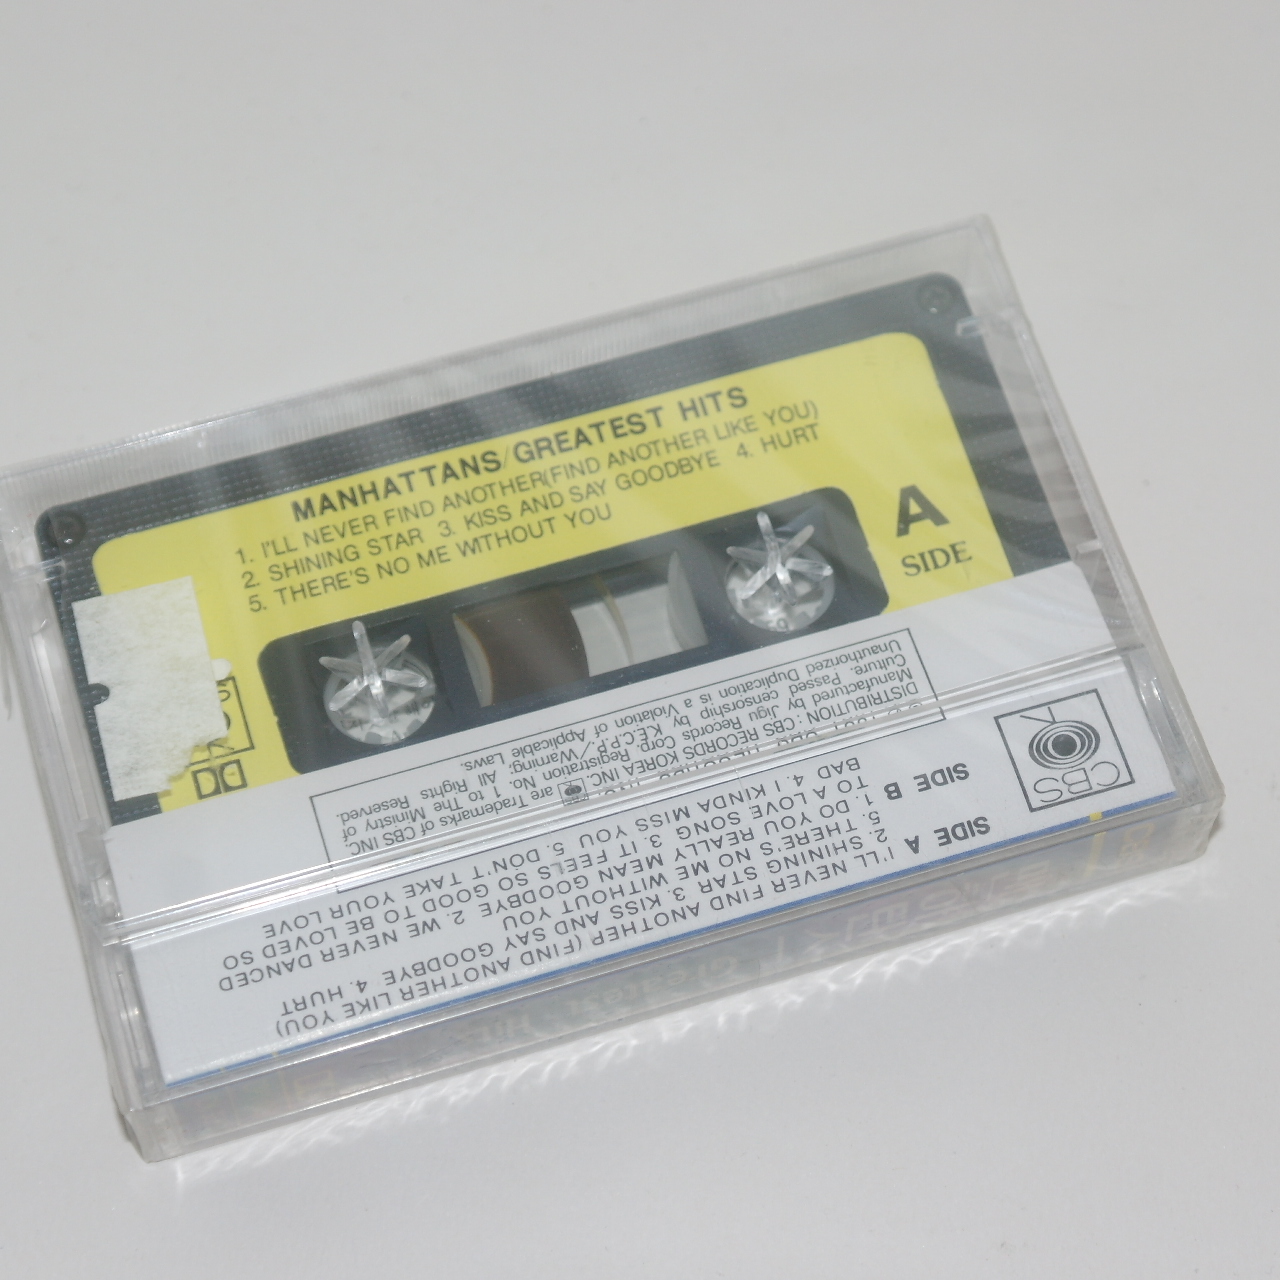 MANHATTANS/GREATEST HITS
1. I'LL NEVER FIND ANOTHER(FIND ANOTHER LIKE YOU)
2. SHINING STAR 3. KISS AND SAY GOODBYE 4. HURT
5. THERE'S NO ME WITHOUT YOU
A
SIDE
CBS
SIDE A
1. I'LL NEVER FIND ANOTHER (FIND ANOTHER LIKE YOU)
2. SHINING STAR 3. KISS AND SAY GOODBYE 4. HURT
5. THERE'S NO ME WITHOUT YOU
SIDE B
1. DO YOU REALLY MEAN GOODBYE 2. WE NEVER DANCED
TO A LOVE SONG 3. IT FEELS SO GOOD TO BE LOVED SO
BAD 4. I KINDA MISS YOU 5. DON'T TAKE YOUR LOVE
are Trademarks of CBS INC.
DISTRIBUTION: CBS RECORDS KOREA INC.
Manufactured by Jigu Records Corp. Registration No. 1 to The Ministry of
Culture. Passed censorship by K.E.C.P.P./Warning: All Rights Reserved.
Unauthorized Duplication is a Violation of Applicable Laws.